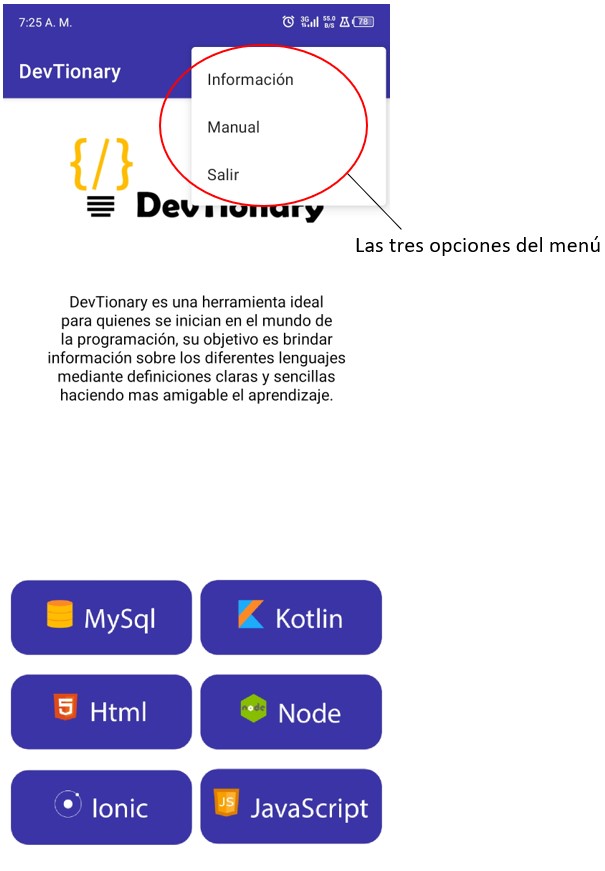 7:25 A. M.
3G
55.0
B/S
78
DevTionary
Información
Manual
Salir
{/}
DevTionary
Las tres opciones del menú
DevTionary es una herramienta ideal
para quienes se inician en el mundo de
la programación, su objetivo es brindar
información sobre los diferentes lenguajes
mediante definiciones claras y sencillas
haciendo mas amigable el aprendizaje.
MySql
Kotlin
5
Html
node
Node
Ionic
JS
JavaScript